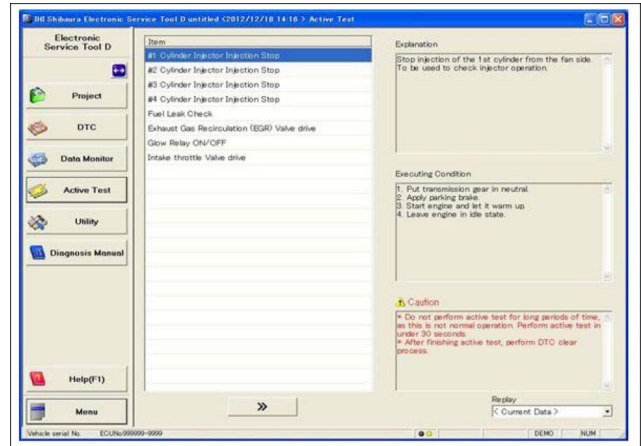 IHI Shibaura Electronic Service Tool D untitled <2012/12/18 14:16 > Active Test
Electronic
Service Tool D
Project
DTC
Data Monitor
Active Test
Utility
Diagnosis Manual
Help(F1)
Menu
Item
#1 Cylinder Injector Injection Stop
#2 Cylinder Injector Injection Stop
#3 Cylinder Injector Injection Stop
#4 Cylinder Injector Injection Stop
Fuel Leak Check
Exhaust Gas Recirculation (EGR) Valve drive
Glow Relay ON/OFF
Intake throttle Valve drive
»
Explanation
Stop injection of the 1st cylinder from the fan side.
To be used to check injector operation.
Executing Condition
1. Put transmission gear in neutral
2. Apply parking brake.
3. Start engine and let it warm up
4. Leave engine in idle state.
Caution
* Do not perform active test for long periods of time,
as this is not normal operation. Perform active test in
under 30 seconds
* After finishing active test, perform DTC clear
process.
Replay
< Current Data >
Vehicle serial No. ECUNo999999-9999
DEMO
NUM